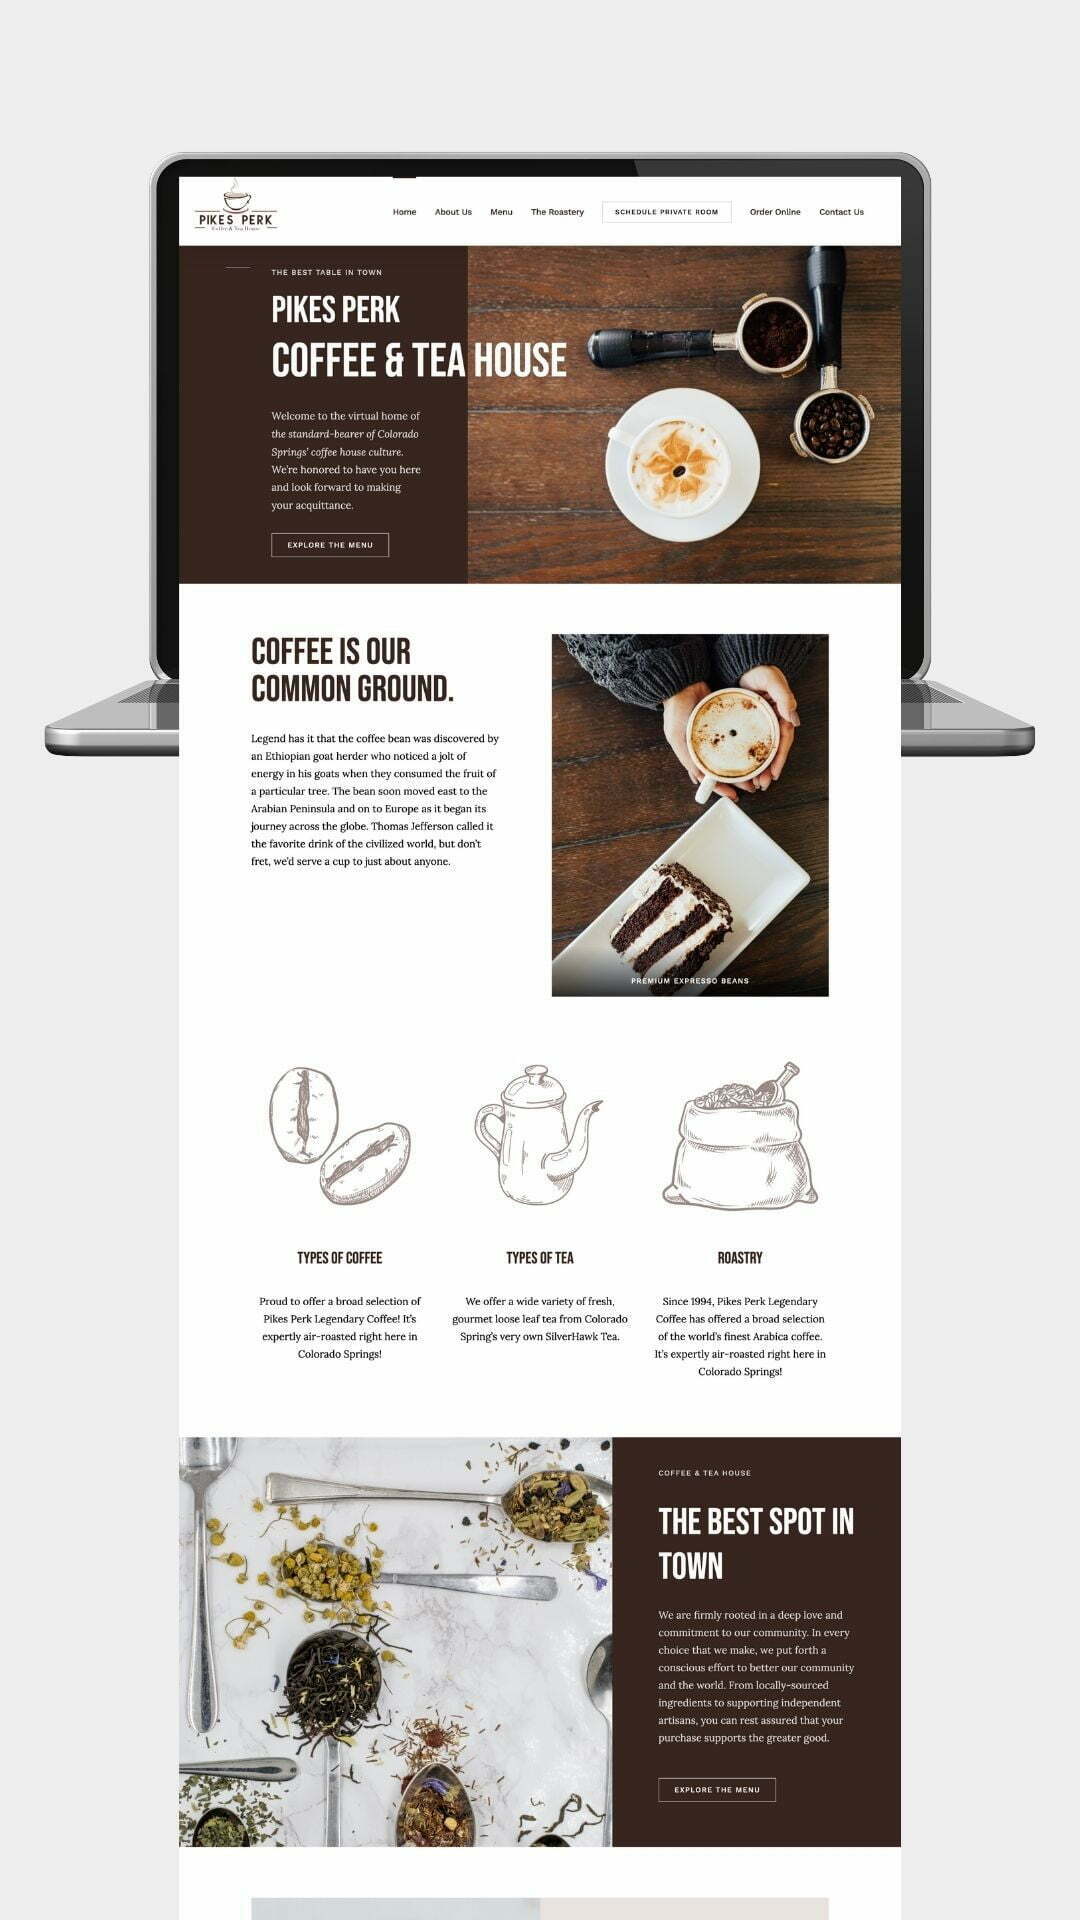 PIKES PERK
Coffee & Tea House
Home
About Us
Menu
The Roastery
SCHEDULE PRIVATE ROOM
Order Online
Contact Us
THE BEST TABLE IN TOWN
PIKES PERK
COFFEE & TEA HOUSE
Welcome to the virtual home of
the standard-bearer of Colorado
Springs' coffee house culture.
We're honored to have you here
and look forward to making
your acquittance.
EXPLORE THE MENU
COFFEE IS OUR
COMMON GROUND.
Legend has it that the coffee bean was discovered by
an Ethiopian goat herder who noticed a jolt of
energy in his goats when they consumed the fruit of
a particular tree. The bean soon moved east to the
Arabian Peninsula and on to Europe as it began its
journey across the globe. Thomas Jefferson called it
the favorite drink of the civilized world, but don't
fret, we'd serve a cup to just about anyone.
PREMIUM EXPRESSO BEANS
TYPES OF COFFEE
Proud to offer a broad selection of
Pikes Perk Legendary Coffee! It's
expertly air-roasted right here in
Colorado Springs!
TYPES OF TEA
We offer a wide variety of fresh,
gourmet loose leaf tea from Colorado
Spring's very own SilverHawk Tea.
ROASTRY
Since 1994, Pikes Perk Legendary
Coffee has offered a broad selection
of the world's finest Arabica coffee.
It's expertly air-roasted right here in
Colorado Springs!
COFFEE & TEA HOUSE
THE BEST SPOT IN
TOWN
We are firmly rooted in a deep love and
commitment to our community. In every
choice that we make, we put forth a
conscious effort to better our community
and the world. From locally-sourced
ingredients to supporting independent
artisans, you can rest assured that your
purchase supports the greater good.
EXPLORE THE MENU